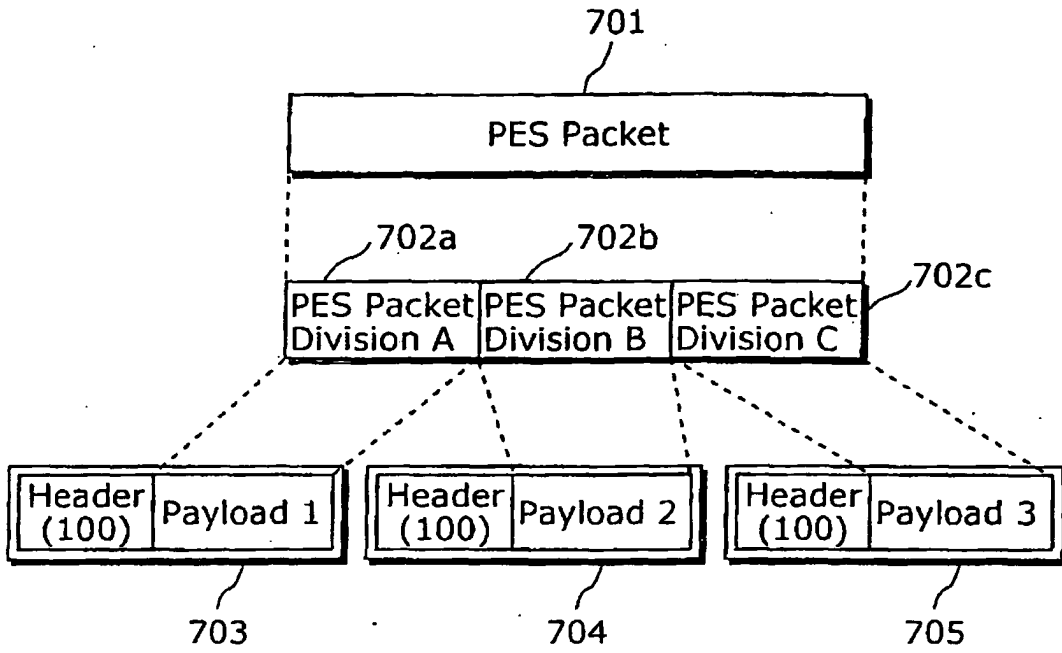 701
PES Packet
702a
702b
702c
PES Packet
Division A
PES Packet
Division B
PES Packet
Division C
Header
(100)
Payload 1
Header
(100)
Payload 2
Header
(100)
Payload 3
703
704
705